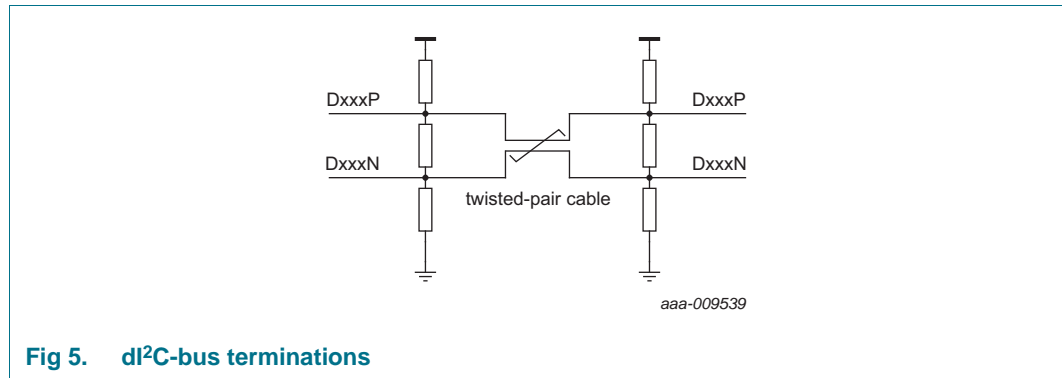 DxxxP
DxxxP
DxxxN
DxxxN
twisted-pair cable
aaa-009539
Fig 5. dI²C-bus terminations